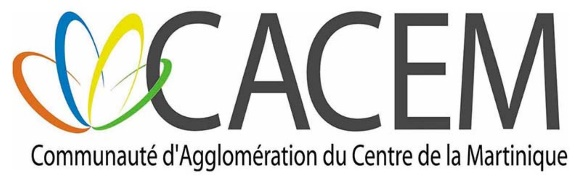 CACEM
Communauté d'Agglomération du Centre de la Martinique